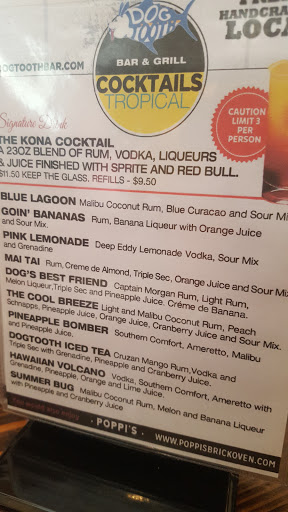 DOG
TOOTH
BAR & GRILL
COCKTAILS
TROPICAL
HANDCRA
LOCA
OGTOOTHBAR.COM
CAUTION
LIMIT 3
PER
PERSON
Signature Drink
THE KONA COCKTAIL
A 23OZ BLEND OF RUM, VODKA, LIQUEURS
& JUICE FINISHED WITH SPRITE AND RED BULL.
$11.50 KEEP THE GLASS. REFILLS - $9.50
BLUE LAGOON Malibu Coconut Rum, Blue Curacao and Sour Mi
GOIN' BANANAS Rum, Banana Liqueur with Orange Juice
and Sour Mix.
PINK LEMONADE Deep Eddy Lemonade Vodka, Sour Mix
and Grenadine
MAI TAI Rum, Creme de Almond, Triple Sec, Orange Juice and Sour Mix
DOG'S BEST FRIEND Captain Morgan Rum, Light Rum,
Melon Liqueur,Triple Sec and Pineapple Juice. Créme de Banana.
THE COOL BREEZE Light and Malibu Coconut Rum, Peach
Schnapps, Pineapple Juice, Orange Juice, Cranberry Juice and Sour Mix.
PINEAPPLE BOMBER Southern Comfort, Ameretto, Malibu
and Pineapple Juice.
DOGTOOTH ICED TEA Cruzan Mango Rum,Vodka and
Triple Sec with Grenadine, Pineapple and Cranberry Juice.
HAWAIIAN VOLCANO Vodka, Southern Comfort, Ameretto with
Grenadine, Pineapple, Orange and Lime Juice.
SUMMER BUG Malibu Coconut Rum, Melon and Banana Liqueur
with Pineapple and Cranberry Juice
· POPPI'S · WWW.POPPISBRICKOVEN.COM